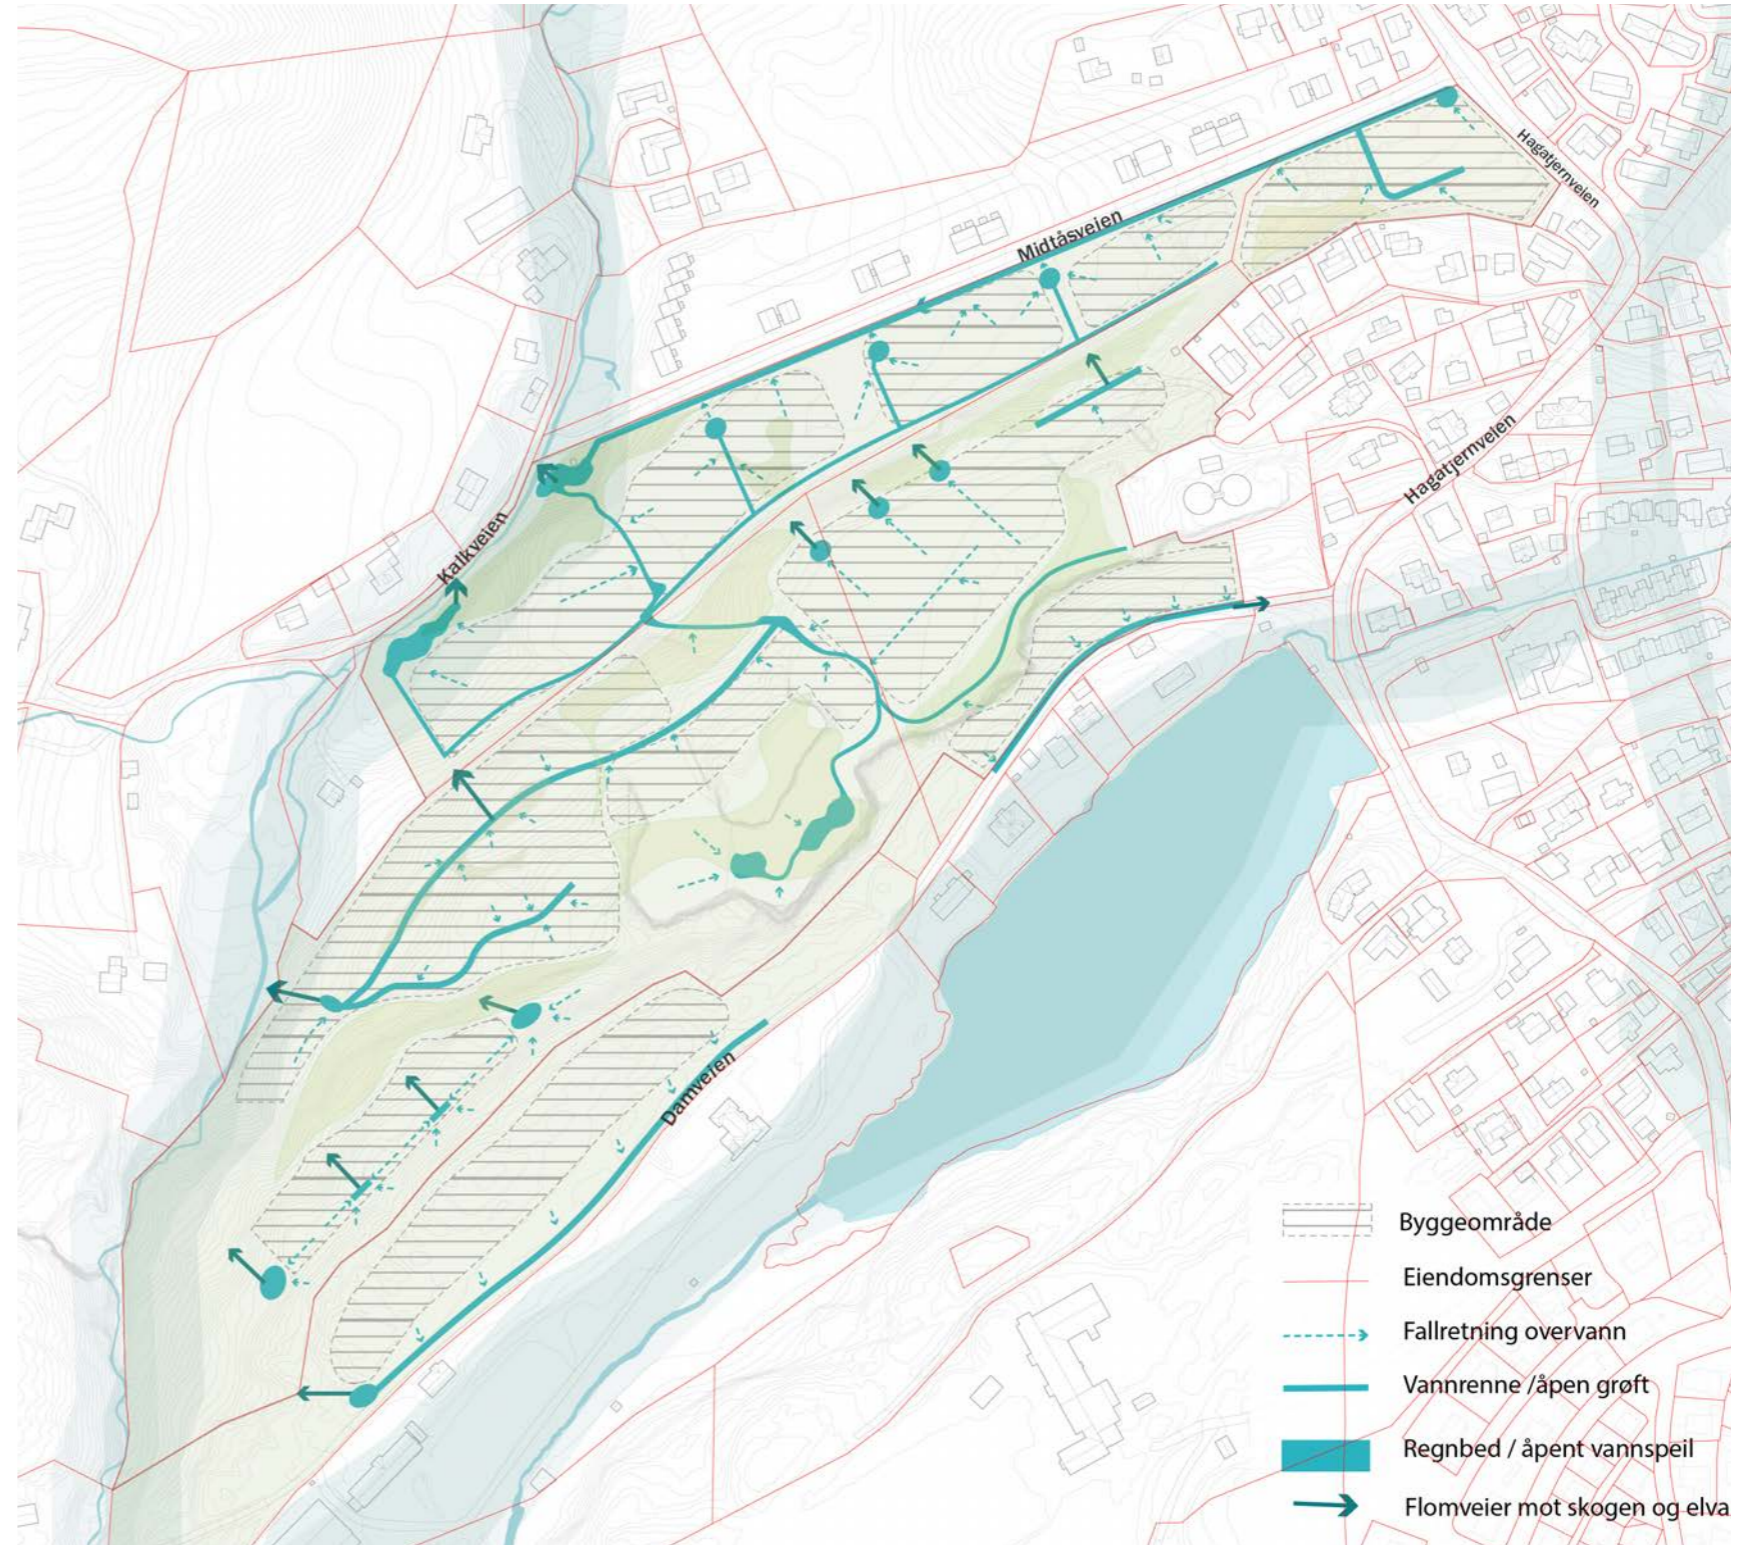 Hagatjernveien
Midtåsveien
Hagatjernveien
Kalkveien
Damveien
Byggeområde
Eiendomsgrenser
Fallretning overvann
Vannrenne /åpen grøft
Regnbed / åpent vannspeil
Flomveier mot skogen og elva